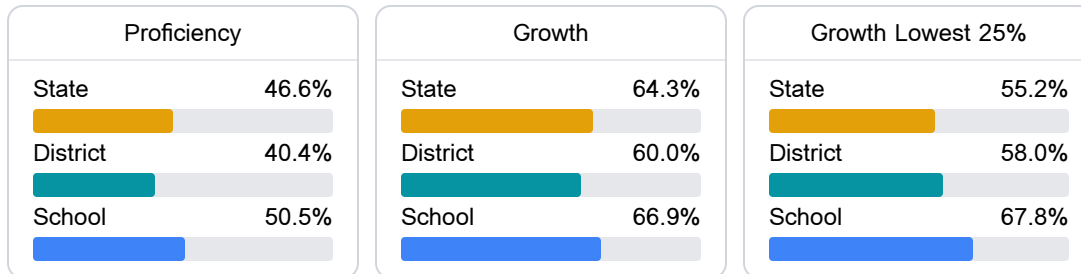 Proficiency
State 46.6%
District 40.4%
School 50.5%
Growth
State 64.3%
District 60.0%
School 66.9%
Growth Lowest 25%
State 55.2%
District 58.0%
School 67.8%